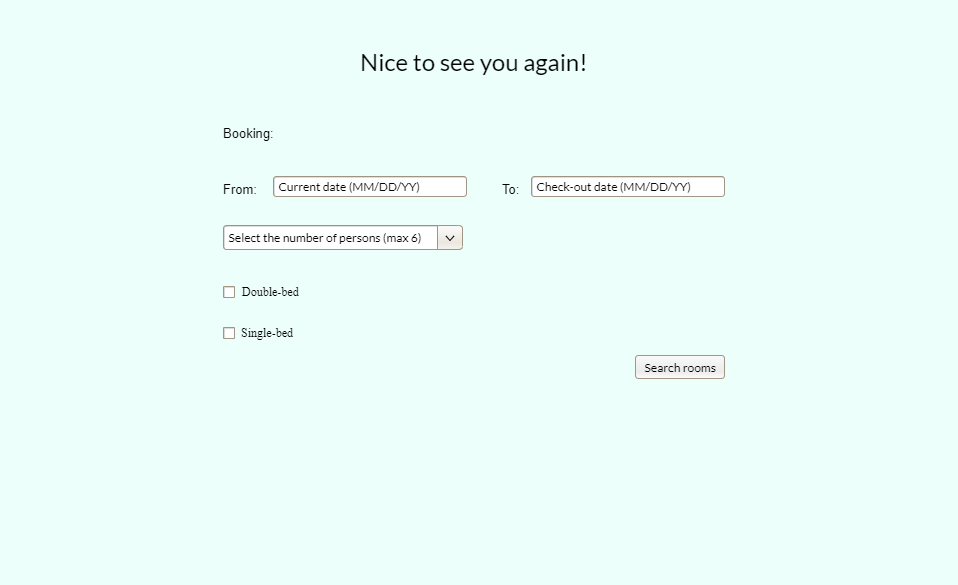 Nice to see you again!
Booking:
From: Current date (MM/DD/YY) To: Check-out date (MM/DD/YY)
Select the number of persons (max 6)
Double-bed
Single-bed
Search rooms